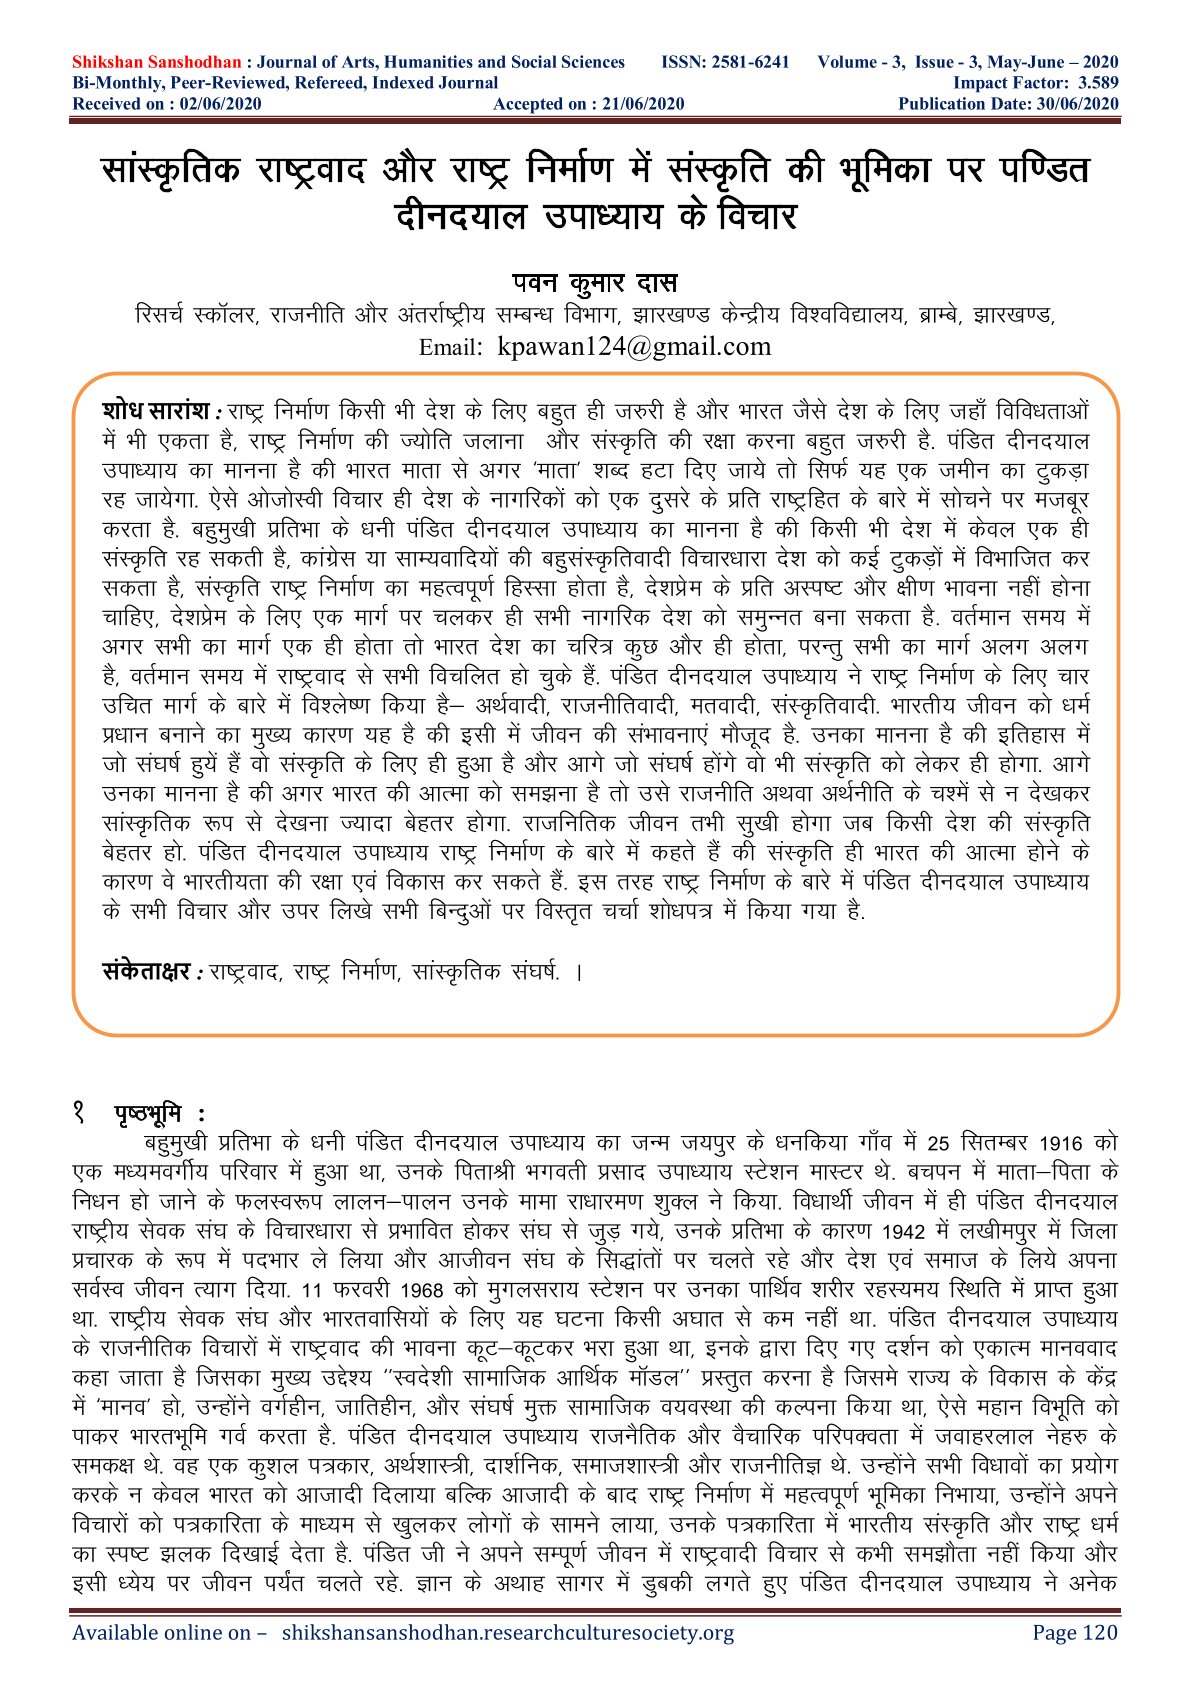 Shikshan Sanshodhan : Journal of Arts, Humanities and Social Sciences ISSN: 2581-6241 Volume - 3, Issue - 3, May-June – 2020
Bi-Monthly, Peer-Reviewed, Refereed, Indexed Journal Impact Factor: 3.589
Received on : 02/06/2020 Accepted on : 21/06/2020 Publication Date: 30/06/2020
सांस्कृतिक राष्ट्रवाद और राष्ट्र निर्माण में संस्कृति की भूमिका पर पण्डित
दीनदयाल उपाध्याय के विचार
पवन कुमार दास
रिसर्च स्कॉलर, राजनीति और अंतर्राष्ट्रीय सम्बन्ध विभाग, झारखण्ड केन्द्रीय विश्वविद्यालय, ब्राम्बे, झारखण्ड,
Email: kpawan124@gmail.com
शोध सारांश : राष्ट्र निर्माण किसी भी देश के लिए बहुत ही जरुरी है और भारत जैसे देश के लिए जहाँ विविधताओं
में भी एकता है, राष्ट्र निर्माण की ज्योति जलाना और संस्कृति की रक्षा करना बहुत जरुरी है. पंडित दीनदयाल
उपाध्याय का मानना है की भारत माता से अगर ‘माता’ शब्द हटा दिए जाये तो सिर्फ यह एक जमीन का टुकड़ा
रह जायेगा. ऐसे ओजोस्वी विचार ही देश के नागरिकों को एक दुसरे के प्रति राष्ट्रहित के बारे में सोचने पर मजबूर
करता है. बहुमुखी प्रतिभा के धनी पंडित दीनदयाल उपाध्याय का मानना है की किसी भी देश में केवल एक ही
संस्कृति रह सकती है, कांग्रेस या साम्यवादियों की बहुसंस्कृतिवादी विचारधारा देश को कई टुकड़ों में विभाजित कर
सकता है, संस्कृति राष्ट्र निर्माण का महत्वपूर्ण हिस्सा होता है, देशप्रेम के प्रति अस्पष्ट और क्षीण भावना नहीं होना
चाहिए, देशप्रेम के लिए एक मार्ग पर चलकर ही सभी नागरिक देश को समुन्नत बना सकता है. वर्तमान समय में
अगर सभी का मार्ग एक ही होता तो भारत देश का चरित्र कुछ और ही होता, परन्तु सभी का मार्ग अलग अलग
है, वर्तमान समय में राष्ट्रवाद से सभी विचलित हो चुके हैं. पंडित दीनदयाल उपाध्याय ने राष्ट्र निर्माण के लिए चार
उचित मार्ग के बारे में विश्लेष्ण किया है– अर्थवादी, राजनीतिवादी, मतवादी, संस्कृतिवादी. भारतीय जीवन को धर्म
प्रधान बनाने का मुख्य कारण यह है की इसी में जीवन की संभावनाएं मौजूद है. उनका मानना है की इतिहास में
जो संघर्ष हुयें हैं वो संस्कृति के लिए ही हुआ है और आगे जो संघर्ष होंगे वो भी संस्कृति को लेकर ही होगा. आगे
उनका मानना है की अगर भारत की आत्मा को समझना है तो उसे राजनीति अथवा अर्थनीति के चश्में से न देखकर
सांस्कृतिक रूप से देखना ज्यादा बेहतर होगा. राजनितिक जीवन तभी सुखी होगा जब किसी देश की संस्कृति
बेहतर हो. पंडित दीनदयाल उपाध्याय राष्ट्र निर्माण के बारे में कहते हैं की संस्कृति ही भारत की आत्मा होने के
कारण वे भारतीयता की रक्षा एवं विकास कर सकते हैं. इस तरह राष्ट्र निर्माण के बारे में पंडित दीनदयाल उपाध्याय
के सभी विचार और उपर लिखे सभी बिन्दुओं पर विस्तृत चर्चा शोधपत्र में किया गया है.
संकेताक्षर : राष्ट्रवाद, राष्ट्र निर्माण, सांस्कृतिक संघर्ष. ।
१ पृष्ठभूमि :
बहुमुखी प्रतिभा के धनी पंडित दीनदयाल उपाध्याय का जन्म जयपुर के धनकिया गाँव में 25 सितम्बर 1916 को
एक मध्यमवर्गीय परिवार में हुआ था, उनके पिताश्री भगवती प्रसाद उपाध्याय स्टेशन मास्टर थे. बचपन में माता–पिता के
निधन हो जाने के फलस्वरूप लालन–पालन उनके मामा राधारमण शुक्ल ने किया. विधार्थी जीवन में ही पंडित दीनदयाल
राष्ट्रीय सेवक संघ के विचारधारा से प्रभावित होकर संघ से जुड़ गये, उनके प्रतिभा के कारण 1942 में लखीमपुर में जिला
प्रचारक के रूप में पदभार ले लिया और आजीवन संघ के सिद्धांतों पर चलते रहे और देश एवं समाज के लिये अपना
सर्वस्व जीवन त्याग दिया. 11 फरवरी 1968 को मुगलसराय स्टेशन पर उनका पार्थिव शरीर रहस्यमय स्थिति में प्राप्त हुआ
था. राष्ट्रीय सेवक संघ और भारतवासियों के लिए यह घटना किसी अघात से कम नहीं था. पंडित दीनदयाल उपाध्याय
के राजनीतिक विचारों में राष्ट्रवाद की भावना कूट–कूटकर भरा हुआ था, इनके द्वारा दिए गए दर्शन को एकात्म मानववाद
कहा जाता है जिसका मुख्य उद्देश्य ‘‘स्वदेशी सामाजिक आर्थिक मॉडल’’ प्रस्तुत करना है जिसमे राज्य के विकास के केंद्र
में ‘मानव’ हो, उन्होंने वर्गहीन, जातिहीन, और संघर्ष मुक्त सामाजिक वयवस्था की कल्पना किया था, ऐसे महान विभूति को
पाकर भारतभूमि गर्व करता है. पंडित दीनदयाल उपाध्याय राजनैतिक और वैचारिक परिपक्वता में जवाहरलाल नेहरु के
समकक्ष थे. वह एक कुशल पत्रकार, अर्थशास्त्री, दार्शनिक, समाजशास्त्री और राजनीतिज्ञ थे. उन्होंने सभी विधावों का प्रयोग
करके न केवल भारत को आजादी दिलाया बल्कि आजादी के बाद राष्ट्र निर्माण में महत्वपूर्ण भूमिका निभाया, उन्होंने अपने
विचारों को पत्रकारिता के माध्यम से खुलकर लोगों के सामने लाया, उनके पत्रकारिता में भारतीय संस्कृति और राष्ट्र धर्म
का स्पष्ट झलक दिखाई देता है. पंडित जी ने अपने सम्पूर्ण जीवन में राष्ट्रवादी विचार से कभी समझौता नहीं किया और
इसी ध्येय पर जीवन पर्यंत चलते रहे. ज्ञान के अथाह सागर में डुबकी लगते हुए पंडित दीनदयाल उपाध्याय ने अनेक
Available online on – shikshansanshodhan.researchculturesociety.org Page 120